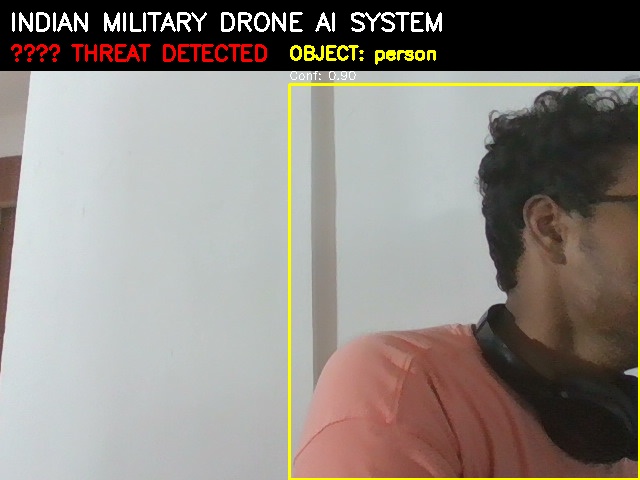 INDIAN MILITARY DRONE AI SYSTEM
???? THREAT DETECTED OBJECT: person
Conf: 0.90